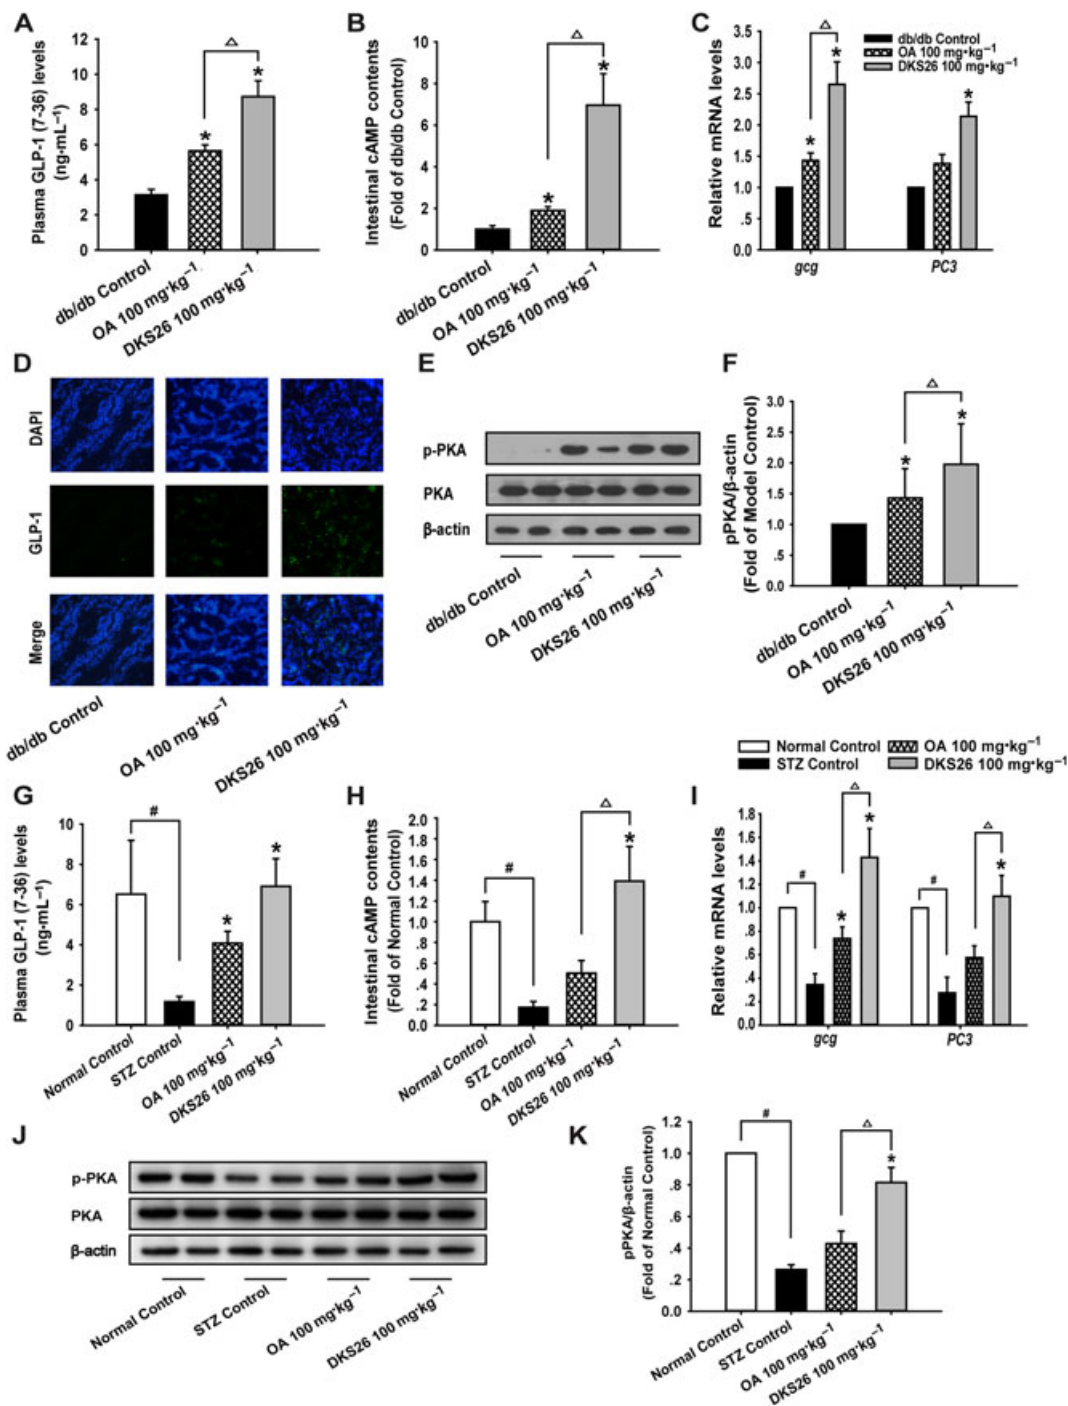 A
Plasma GLP-1 (7-36) levels
(ng·mL⁻¹)
12
10
8
6
4
2
0
△
*
*
db/db Control
OA 100 mg·kg⁻¹
DKS26 100 mg·kg⁻¹
B
Intestinal cAMP contents
(Fold of db/db Control)
10
8
6
4
2
0
△
*
*
db/db Control
OA 100 mg·kg⁻¹
DKS26 100 mg·kg⁻¹
C
Relative mRNA levels
3.5
3.0
2.5
2.0
1.5
1.0
.5
0.0
△
db/db Control
OA 100 mg·kg⁻¹
DKS26 100 mg·kg⁻¹
*
*
*
gcg
PC3
D
DAPI
GLP-1
Merge
db/db Control
OA 100 mg·kg⁻¹
DKS26 100 mg·kg⁻¹
E
p-PKA
PKA
β-actin
db/db Control
OA 100 mg·kg⁻¹
DKS26 100 mg·kg⁻¹
F
pPKA/β-actin
(Fold of Model Control)
3.0
2.5
2.0
1.5
1.0
.5
0.0
△
*
*
db/db Control
OA 100 mg·kg⁻¹
DKS26 100 mg·kg⁻¹
G
Plasma GLP-1 (7-36) levels
(ng·mL⁻¹)
10
8
6
4
2
0
#
*
*
Normal Control
STZ Control
OA 100 mg·kg⁻¹
DKS26 100 mg·kg⁻¹
H
Intestinal cAMP contents
(Fold of Normal Control)
2.0
1.8
1.6
1.4
1.2
1.0
.8
.6
.4
.2
0.0
#
△
*
Normal Control
STZ Control
OA 100 mg·kg⁻¹
DKS26 100 mg·kg⁻¹
Normal Control
OA 100 mg·kg⁻¹
STZ Control
DKS26 100 mg·kg⁻¹
I
Relative mRNA levels
1.8
1.6
1.4
1.2
1.0
.8
.6
.4
.2
0.0
#
△
*
*
#
△
*
gcg
PC3
J
p-PKA
PKA
β-actin
Normal Control
STZ Control
OA 100 mg·kg⁻¹
DKS26 100 mg·kg⁻¹
K
pPKA/β-actin
(Fold of Normal Control)
1.2
1.0
.8
.6
.4
.2
0.0
#
△
*
Normal Control
STZ Control
OA 100 mg·kg⁻¹
DKS26 100 mg·kg⁻¹